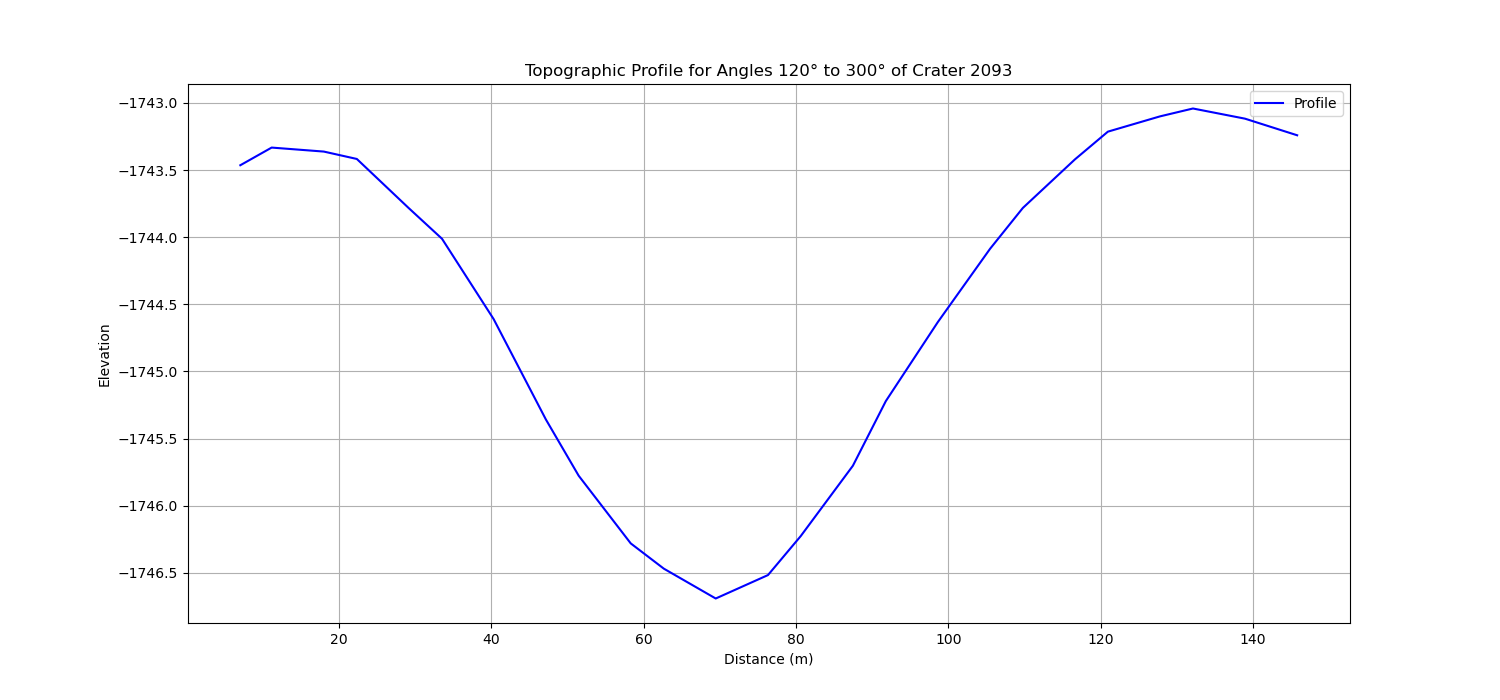 Topographic Profile for Angles 120° to 300° of Crater 2093
Profile
−1743.0
−1743.5
−1744.0
−1744.5
−1745.0
−1745.5
−1746.0
−1746.5
Elevation
20 40 60 80 100 120 140
Distance (m)